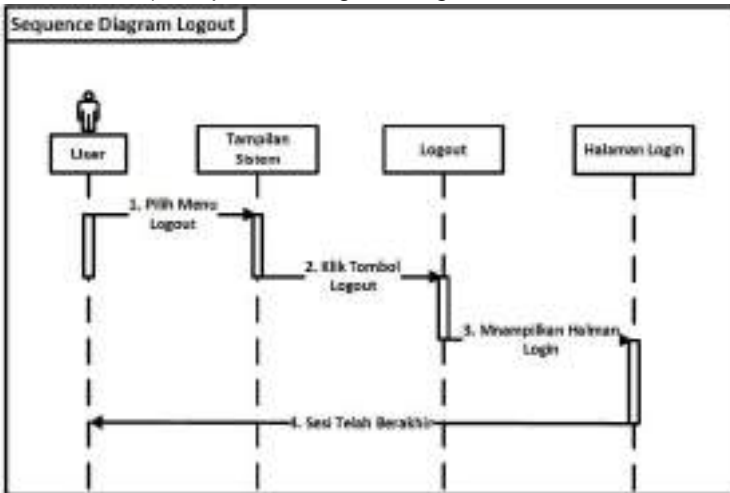 Sequence Diagram Logout
User
Tampilan
Sistem
Logout
Halaman Login
1. Pilih Menu
Logout
2. Klik Tombol
Logout
3. Mnampilkan Halman
Login
4. Sesi Telah Berakhir